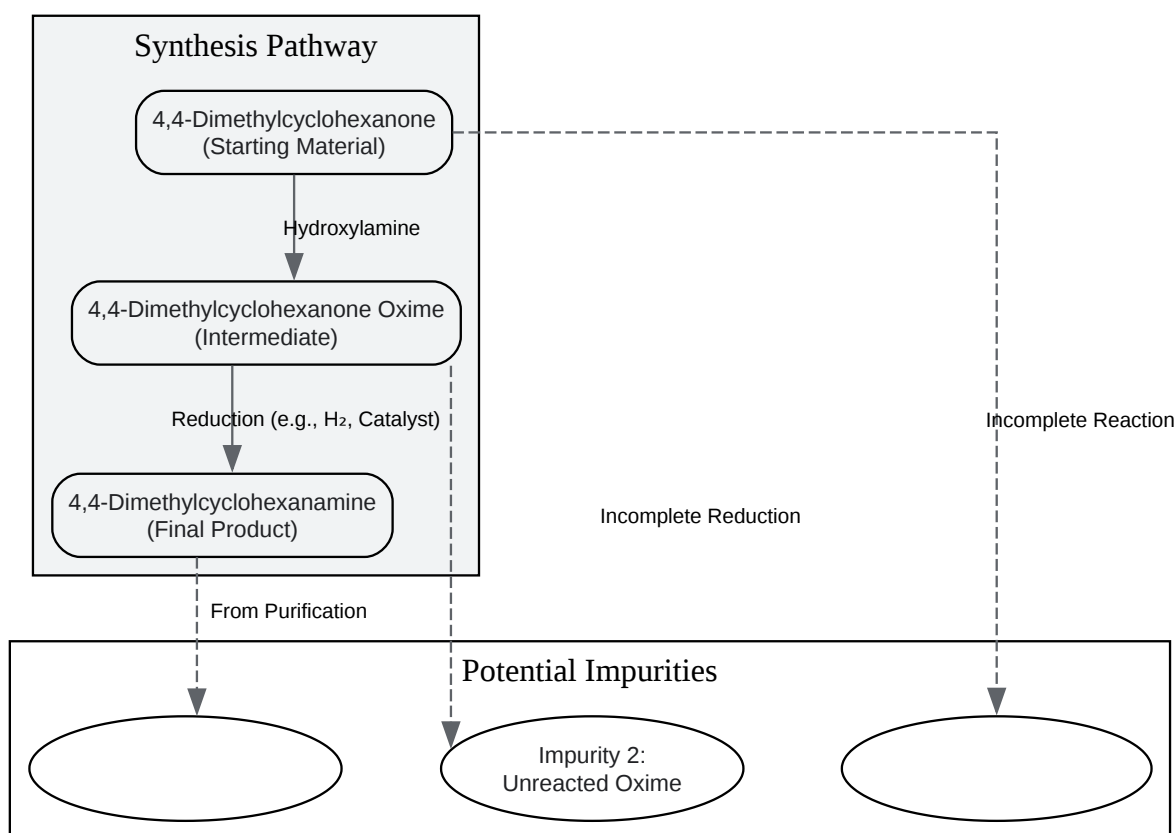 Synthesis Pathway
4,4-Dimethylcyclohexanone
(Starting Material)
Hydroxylamine
4,4-Dimethylcyclohexanone Oxime
(Intermediate)
Reduction (e.g., H₂, Catalyst)
Incomplete Reaction
4,4-Dimethylcyclohexanamine
(Final Product)
Incomplete Reduction
From Purification
Potential Impurities
Impurity 2:
Unreacted Oxime